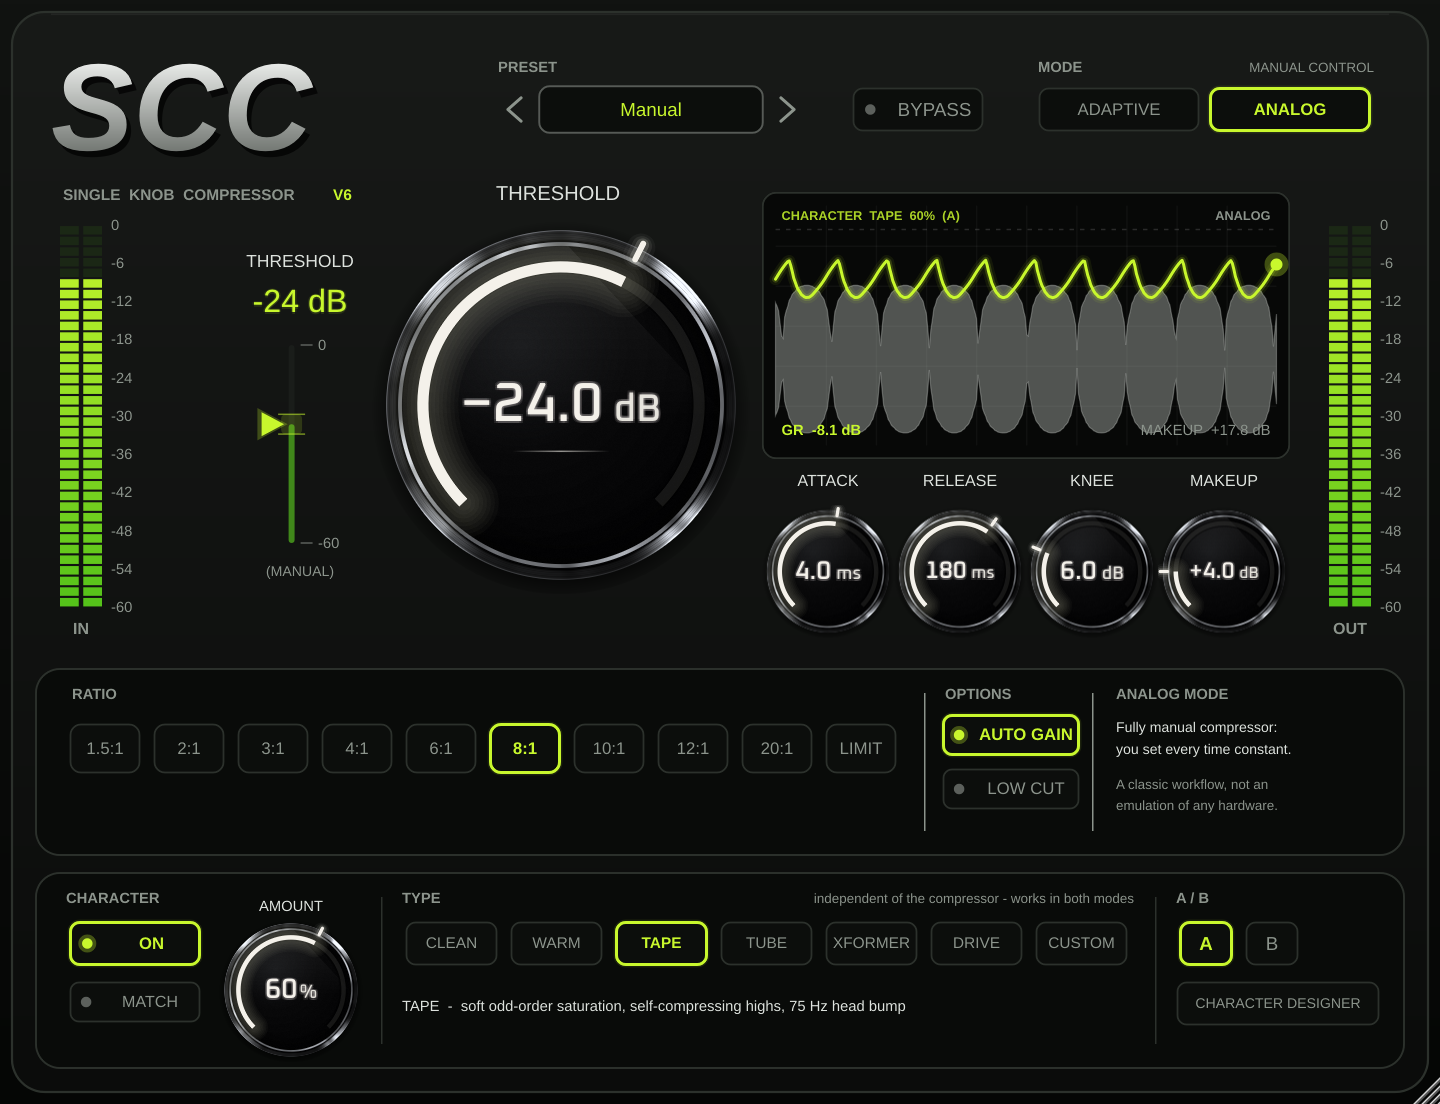 SCC
PRESET
Manual
BYPASS
MODE
MANUAL CONTROL
ADAPTIVE
ANALOG
SINGLE KNOB COMPRESSOR V6
0
-6
-12
-18
-24
-30
-36
-42
-48
-54
-60
IN
THRESHOLD
-24 dB
0
-60
(MANUAL)
THRESHOLD
-24.0 dB
CHARACTER TAPE 60% (A)
ANALOG
GR -8.1 dB
MAKEUP +17.8 dB
ATTACK
4.0 ms
RELEASE
180 ms
KNEE
6.0 dB
MAKEUP
+4.0 dB
0
-6
-12
-18
-24
-30
-36
-42
-48
-54
-60
OUT
RATIO
1.5:1
2:1
3:1
4:1
6:1
8:1
10:1
12:1
20:1
LIMIT
OPTIONS
AUTO GAIN
LOW CUT
ANALOG MODE
Fully manual compressor:
you set every time constant.
A classic workflow, not an
emulation of any hardware.
CHARACTER
ON
MATCH
AMOUNT
60%
TYPE
independent of the compressor - works in both modes
CLEAN
WARM
TAPE
TUBE
XFORMER
DRIVE
CUSTOM
TAPE - soft odd-order saturation, self-compressing highs, 75 Hz head bump
A / B
A
B
CHARACTER DESIGNER